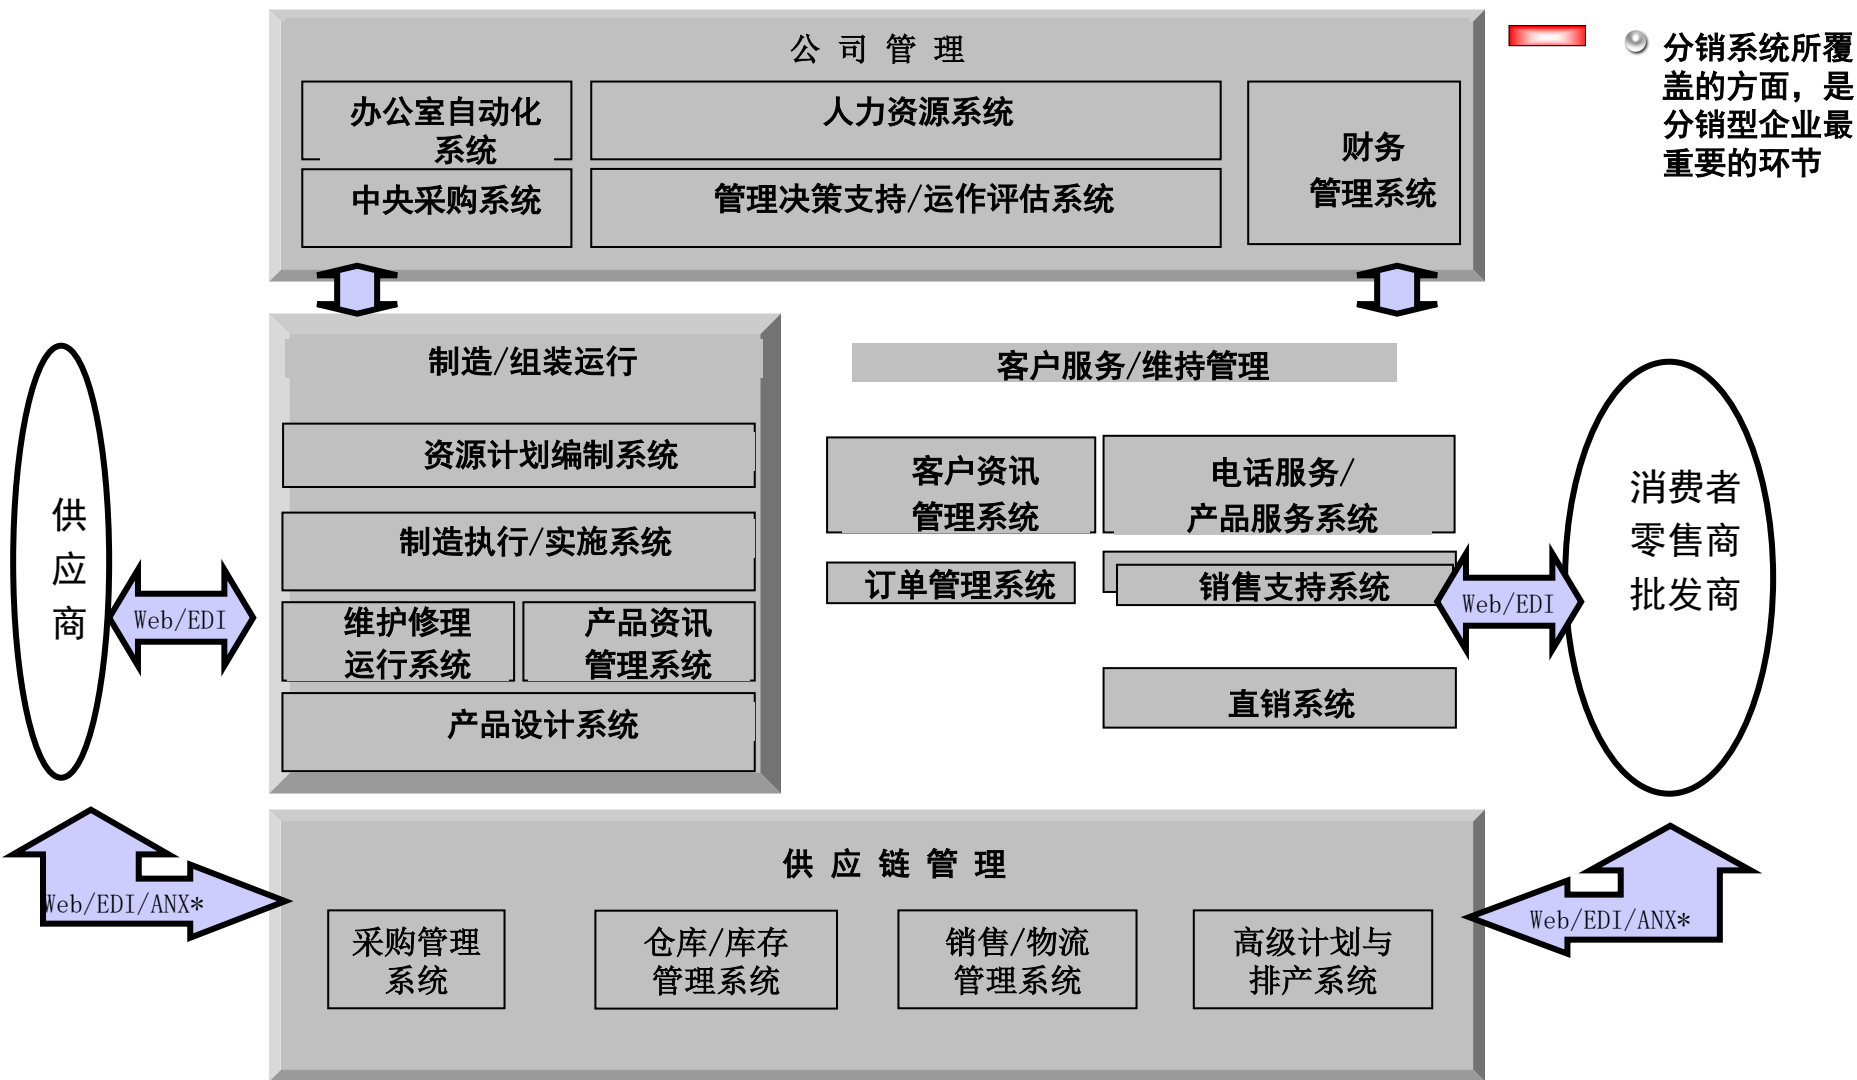 公 司 管 理
办公室自动化
系统
人力资源系统
财务
管理系统
中央采购系统
管理决策支持/运作评估系统
分销系统所覆
盖的方面，是
分销型企业最
重要的环节
制造/组装运行
资源计划编制系统
制造执行/实施系统
维护修理
运行系统
产品资讯
管理系统
产品设计系统
客户服务/维持管理
客户资讯
管理系统
电话服务/
产品服务系统
订单管理系统
销售支持系统
直销系统
供
应
商
Web/EDI
Web/EDI
消费者
零售商
批发商
供 应 链 管 理
采购管理
系统
仓库/库存
管理系统
销售/物流
管理系统
高级计划与
排产系统
Web/EDI/ANX*
Web/EDI/ANX*